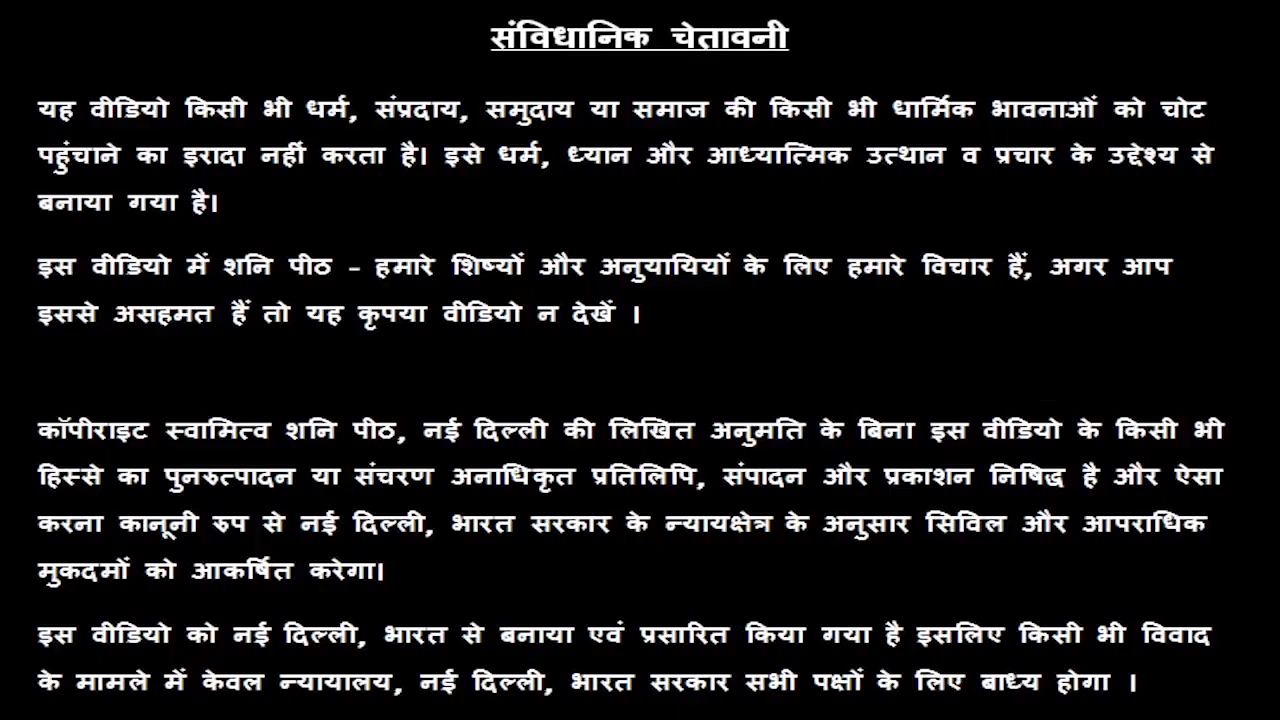 संविधानिक चेतावनी
यह वीडियो किसी भी धर्म, संप्रदाय, समुदाय या समाज की किसी भी धार्मिक भावनाओं को चोट
पहुंचाने का इरादा नहीं करता है। इसे धर्म, ध्यान और आध्यात्मिक उत्थान व प्रचार के उद्देश्य से
बनाया गया है।
इस वीडियो में शनि पीठ – हमारे शिष्यों और अनुयायियों के लिए हमारे विचार हैं, अगर आप
इससे असहमत हैं तो यह कृपया वीडियो न देखें ।
कॉपीराइट स्वामित्व शनि पीठ, नई दिल्ली की लिखित अनुमति के बिना इस वीडियो के किसी भी
हिस्से का पुनरुत्पादन या संचरण अनाधिकृत प्रतिलिपि, संपादन और प्रकाशन निषिद्ध है और ऐसा
करना कानूनी रुप से नई दिल्ली, भारत सरकार के न्यायक्षेत्र के अनुसार सिविल और आपराधिक
मुकदमों को आकर्षित करेगा।
इस वीडियो को नई दिल्ली, भारत से बनाया एवं प्रसारित किया गया है इसलिए किसी भी विवाद
के मामले में केवल न्यायालय, नई दिल्ली, भारत सरकार सभी पक्षों के लिए बाध्य होगा ।